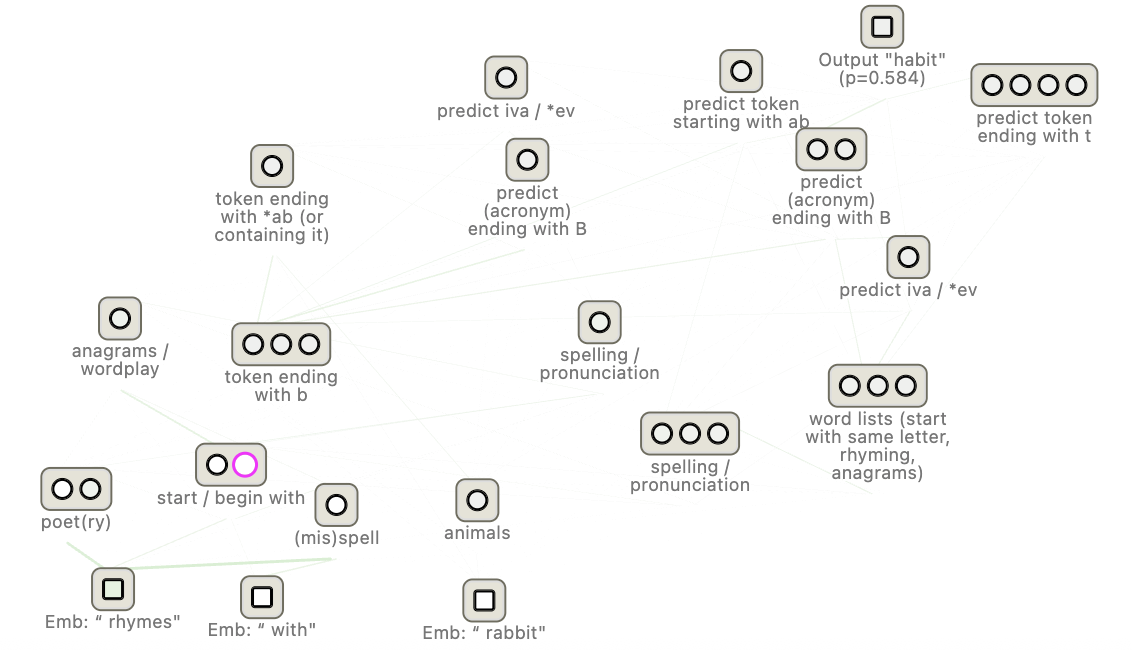 Output "habit"
(p=0.584)
predict iva / *ev
predict token
starting with ab
predict token
ending with t
token ending
with *ab (or
containing it)
predict
(acronym)
ending with B
predict
(acronym)
ending with B
predict iva / *ev
anagrams /
wordplay
token ending
with b
spelling /
pronunciation
word lists (start
with same letter,
rhyming,
anagrams)
spelling /
pronunciation
poet(ry)
start / begin with
(mis)spell
animals
Emb: “ rhymes"
Emb: “ with"
Emb: “ rabbit"